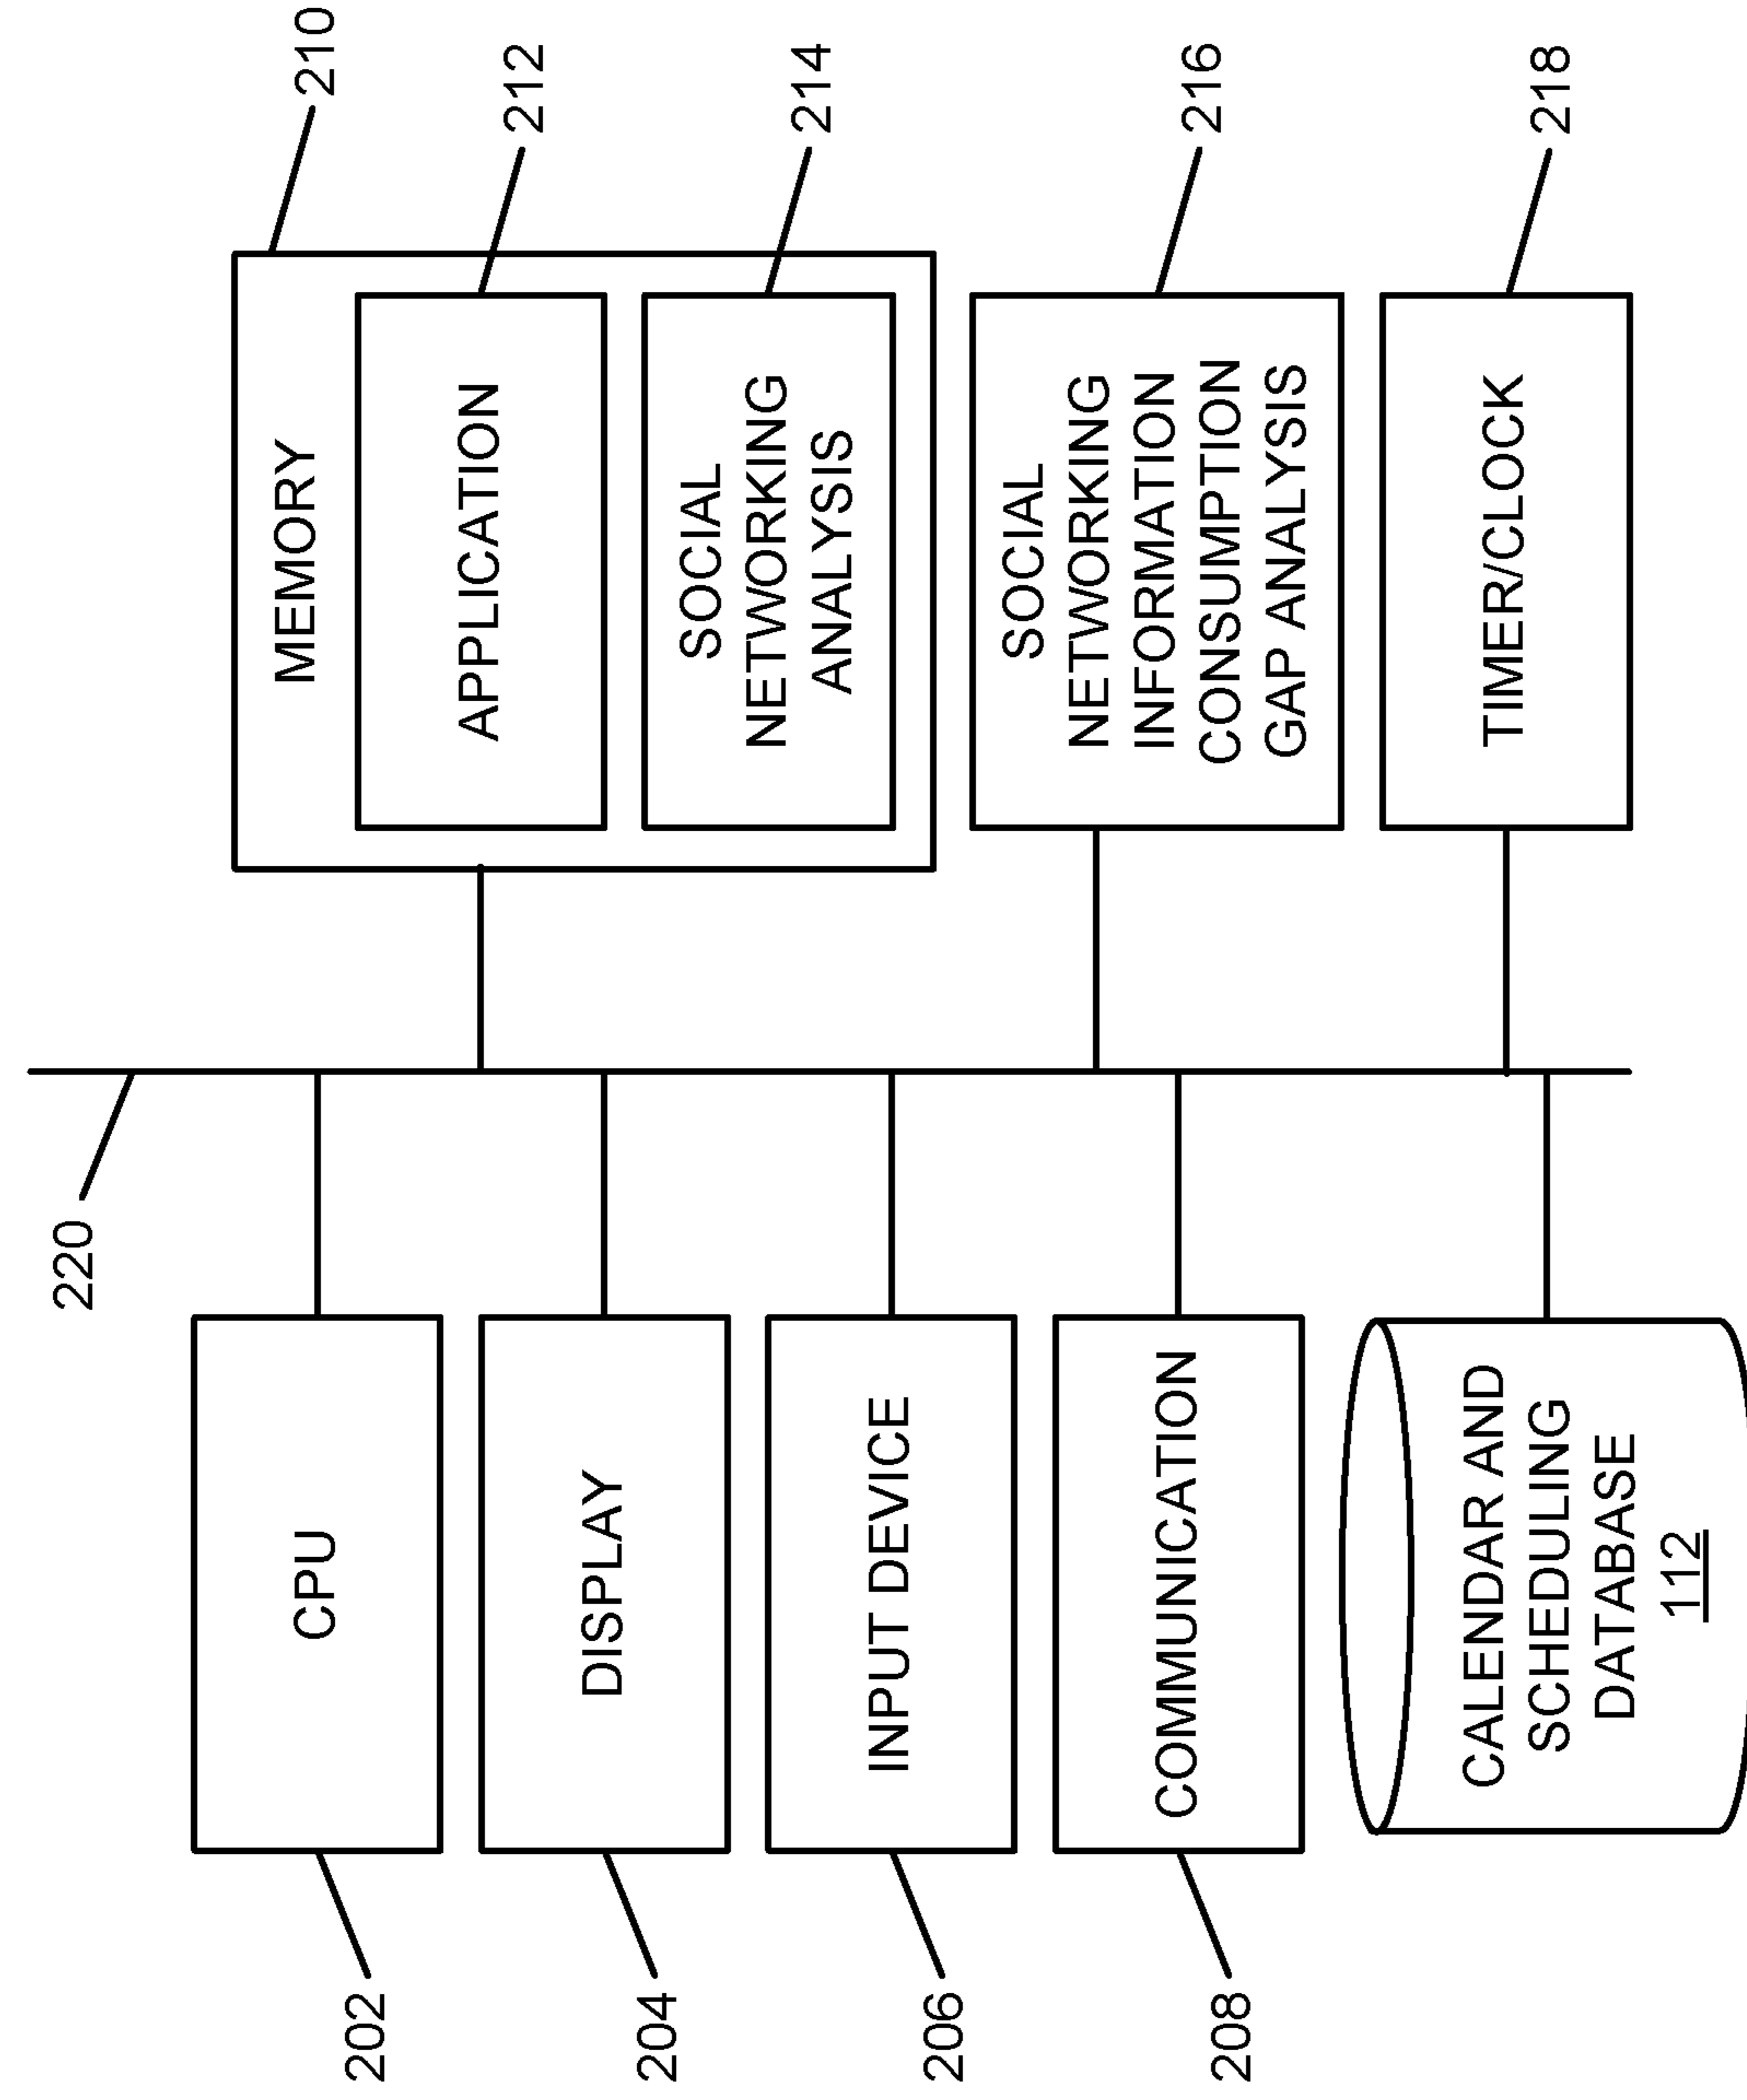 220
210
202
CPU
MEMORY
212
APPLICATION
204
DISPLAY
214
SOCIAL
NETWORKING
ANALYSIS
206
INPUT DEVICE
216
SOCIAL
NETWORKING
INFORMATION
CONSUMPTION
GAP ANALYSIS
208
COMMUNICATION
218
TIMER/CLOCK
CALENDAR AND
SCHEDULING
DATABASE
112